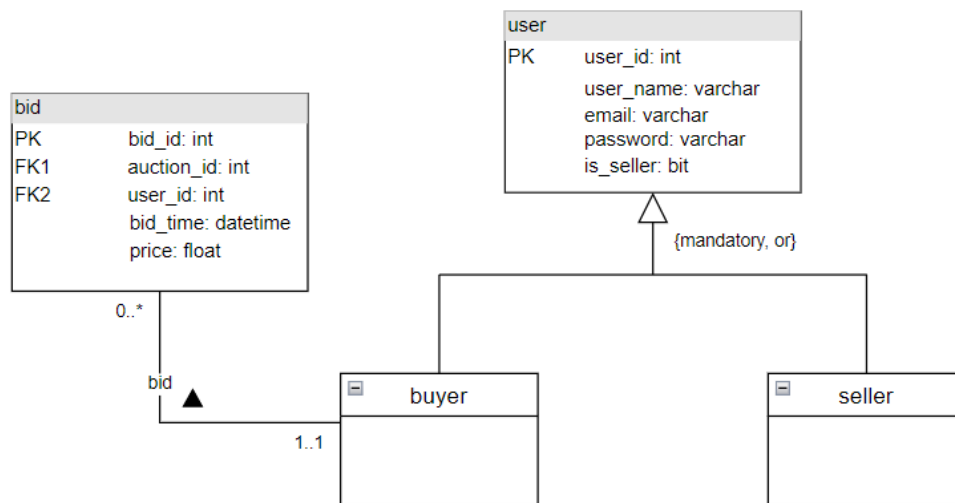 user
PK user_id: int
user_name: varchar
email: varchar
password: varchar
is_seller: bit
{mandatory, or}
bid
PK bid_id: int
FK1 auction_id: int
FK2 user_id: int
bid_time: datetime
price: float
0..*
bid
1..1
buyer
seller